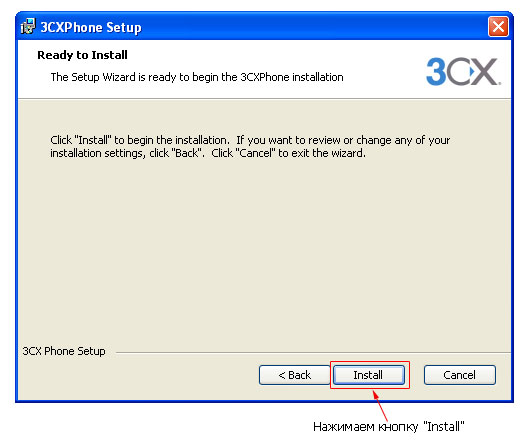 3CXPhone Setup
Ready to Install
The Setup Wizard is ready to begin the 3CXPhone installation
3CX
Click "Install" to begin the installation. If you want to review or change any of your
installation settings, click "Back". Click "Cancel" to exit the wizard.
3CX Phone Setup
< Back
Install
Cancel
Нажимаем кнопку "Install"